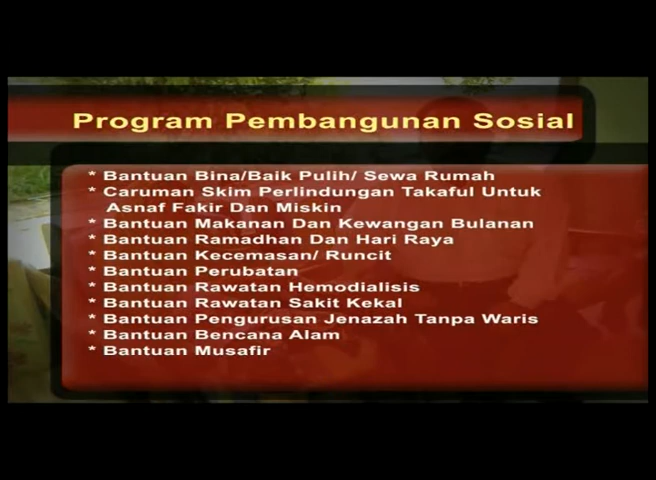 Program Pembangunan Sosial
* Bantuan Bina/Baik Pulih/ Sewa Rumah
* Caruman Skim Perlindungan Takaful Untuk
Asnaf Fakir Dan Miskin
* Bantuan Makanan Dan Kewangan Bulanan
* Bantuan Ramadhan Dan Hari Raya
* Bantuan Kecemasan/ Runcit
* Bantuan Perubatan
* Bantuan Rawatan Hemodialisis
* Bantuan Rawatan Sakit Kekal
* Bantuan Pengurusan Jenazah Tanpa Waris
* Bantuan Bencana Alam
* Bantuan Musafir